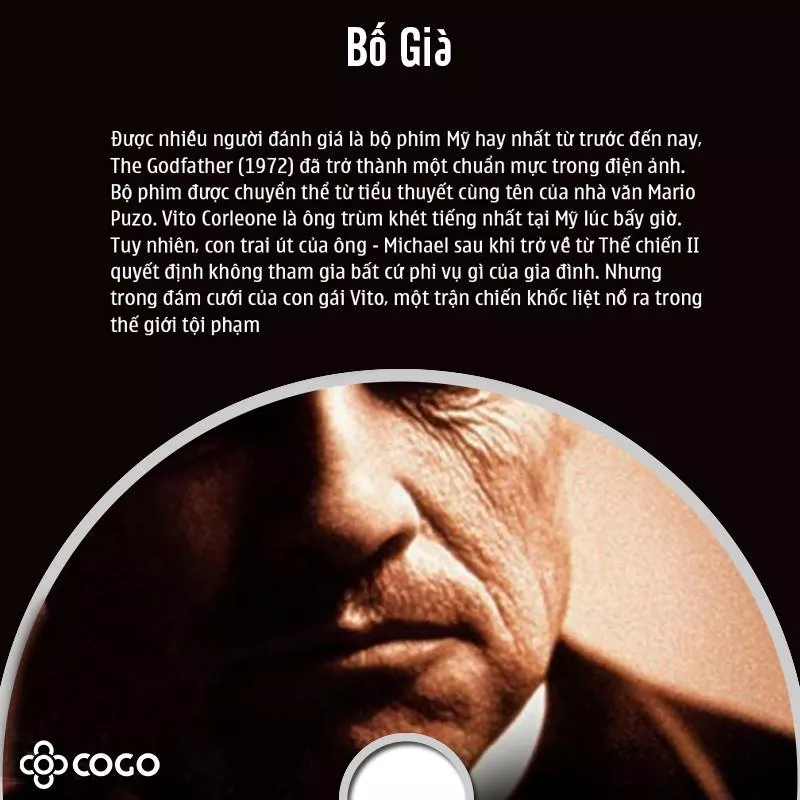 Bố Già
Được nhiều người đánh giá là bộ phim Mỹ hay nhất từ trước đến nay,
The Godfather (1972) đã trở thành một chuẩn mực trong điện ảnh.
Bộ phim được chuyển thể từ tiểu thuyết cùng tên của nhà văn Mario
Puzo. Vito Corleone là ông trùm khét tiếng nhất tại Mỹ lúc bấy giờ.
Tuy nhiên, con trai út của ông - Michael sau khi trở về từ Thế chiến II
quyết định không tham gia bất cứ phi vụ gì của gia đình. Nhưng
trong đám cưới của con gái Vito, một trận chiến khốc liệt nổ ra trong
thế giới tội phạm
COGO